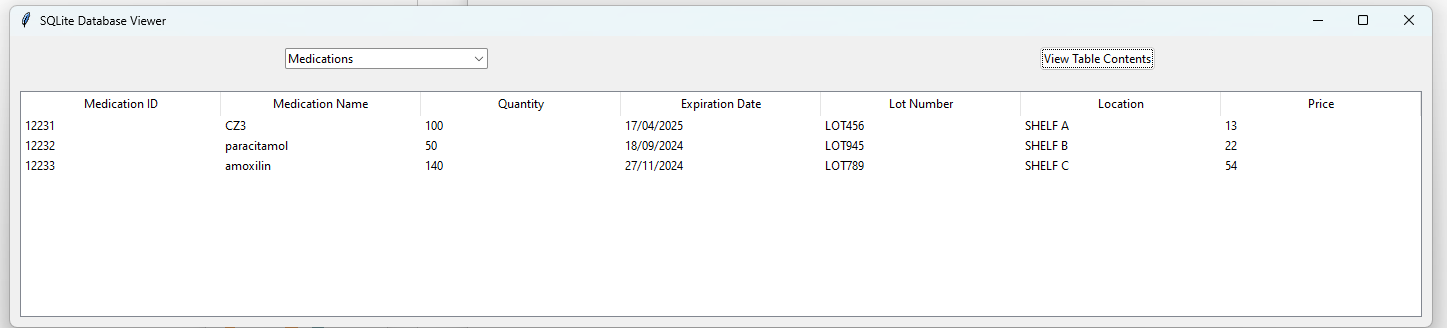 SQLite Database Viewer
Medications View Table Contents
Medication ID Medication Name Quantity Expiration Date Lot Number Location Price
12231 CZ3 100 17/04/2025 LOT456 SHELF A 13
12232 paracitamol 50 18/09/2024 LOT945 SHELF B 22
12233 amoxilin 140 27/11/2024 LOT789 SHELF C 54